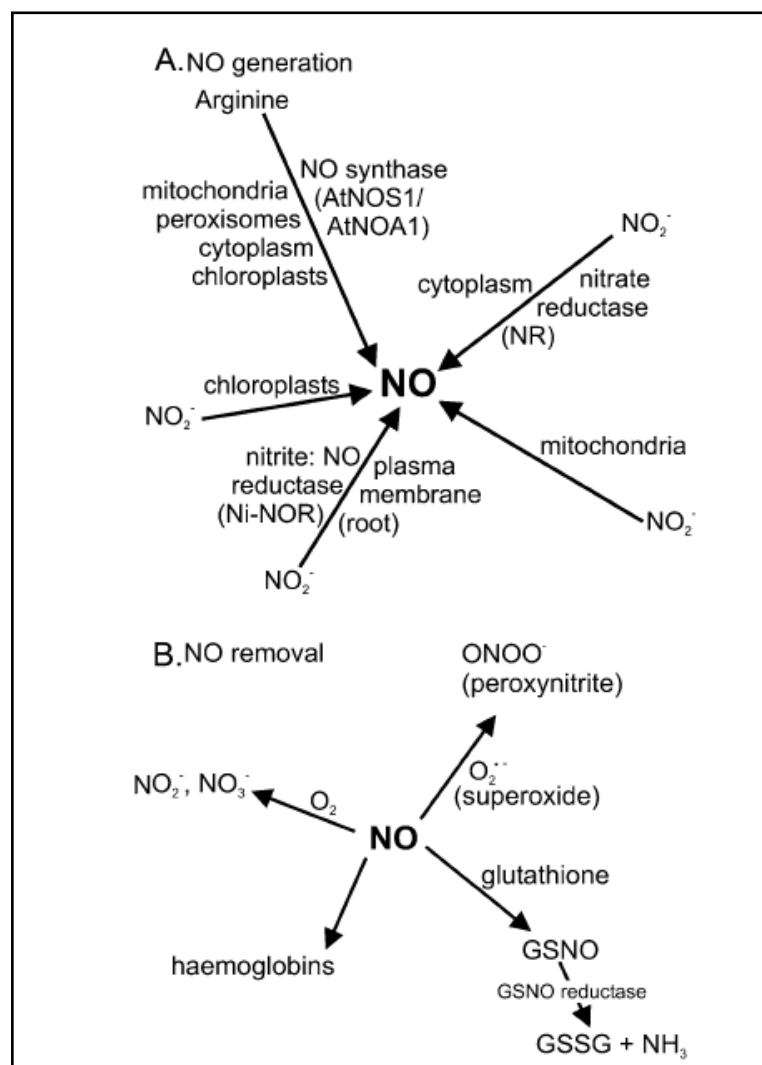 A. NO generation
Arginine
NO synthase
(AtNOS1/
AtNOA1)
mitochondria
peroxisomes
cytoplasm
chloroplasts
NO₂⁻
cytoplasm
nitrate
reductase
(NR)
chloroplasts
NO₂⁻
NO
nitrite: NO
reductase
(Ni-NOR)
plasma
membrane
(root)
NO₂⁻
mitochondria
NO₂⁻
B. NO removal
ONOO⁻
(peroxynitrite)
O₂˙⁻
(superoxide)
NO₂⁻, NO₃⁻
O₂
NO
glutathione
haemoglobins
GSNO
GSNO reductase
GSSG + NH₃